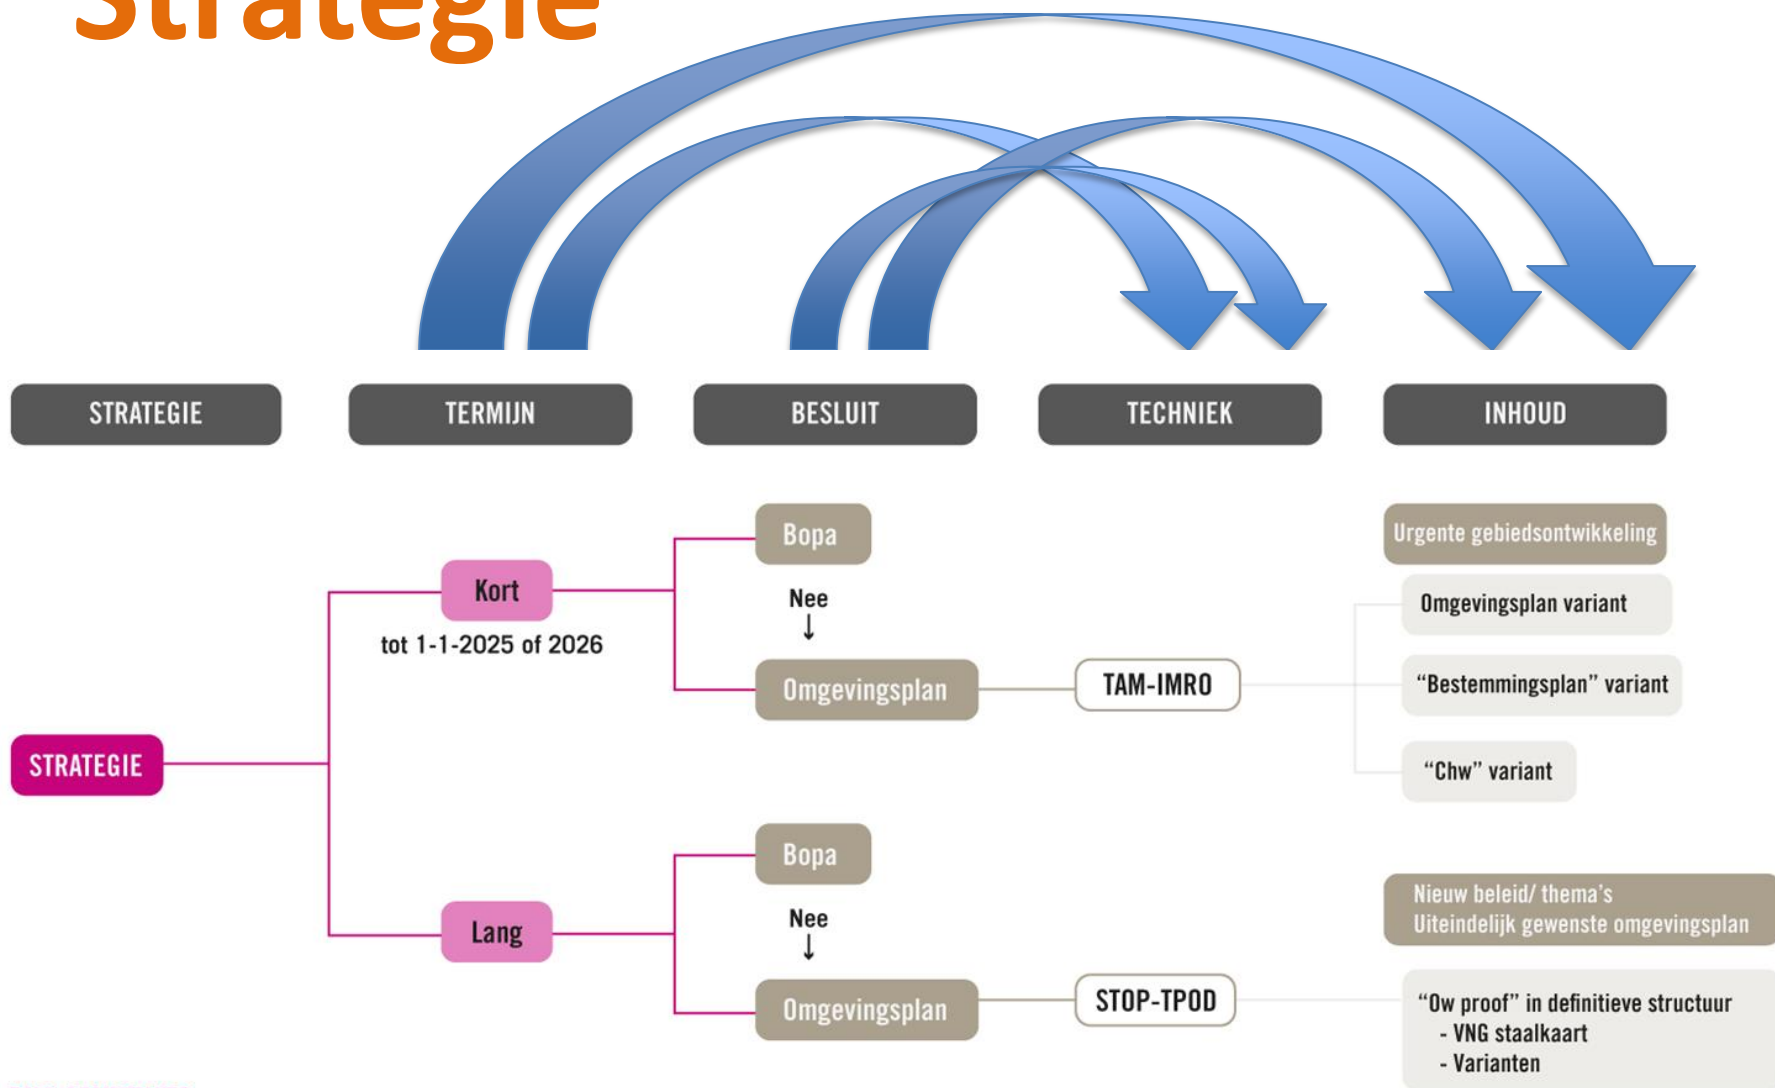 Strategie
STRATEGIE
TERMIJN
BESLUIT
TECHNIEK
INHOUD
Bopa
Urgente gebiedsontwikkeling
Kort
Nee
↓
Omgevingsplan variant
tot 1-1-2025 of 2026
Omgevingsplan
TAM-IMRO
“Bestemmingsplan” variant
STRATEGIE
“Chw” variant
Bopa
Nieuw beleid/ thema's
Uiteindelijk gewenste omgevingsplan
Lang
Nee
↓
Omgevingsplan
STOP-TPOD
“Ow proof” in definitieve structuur
- VNG staalkaart
- Varianten